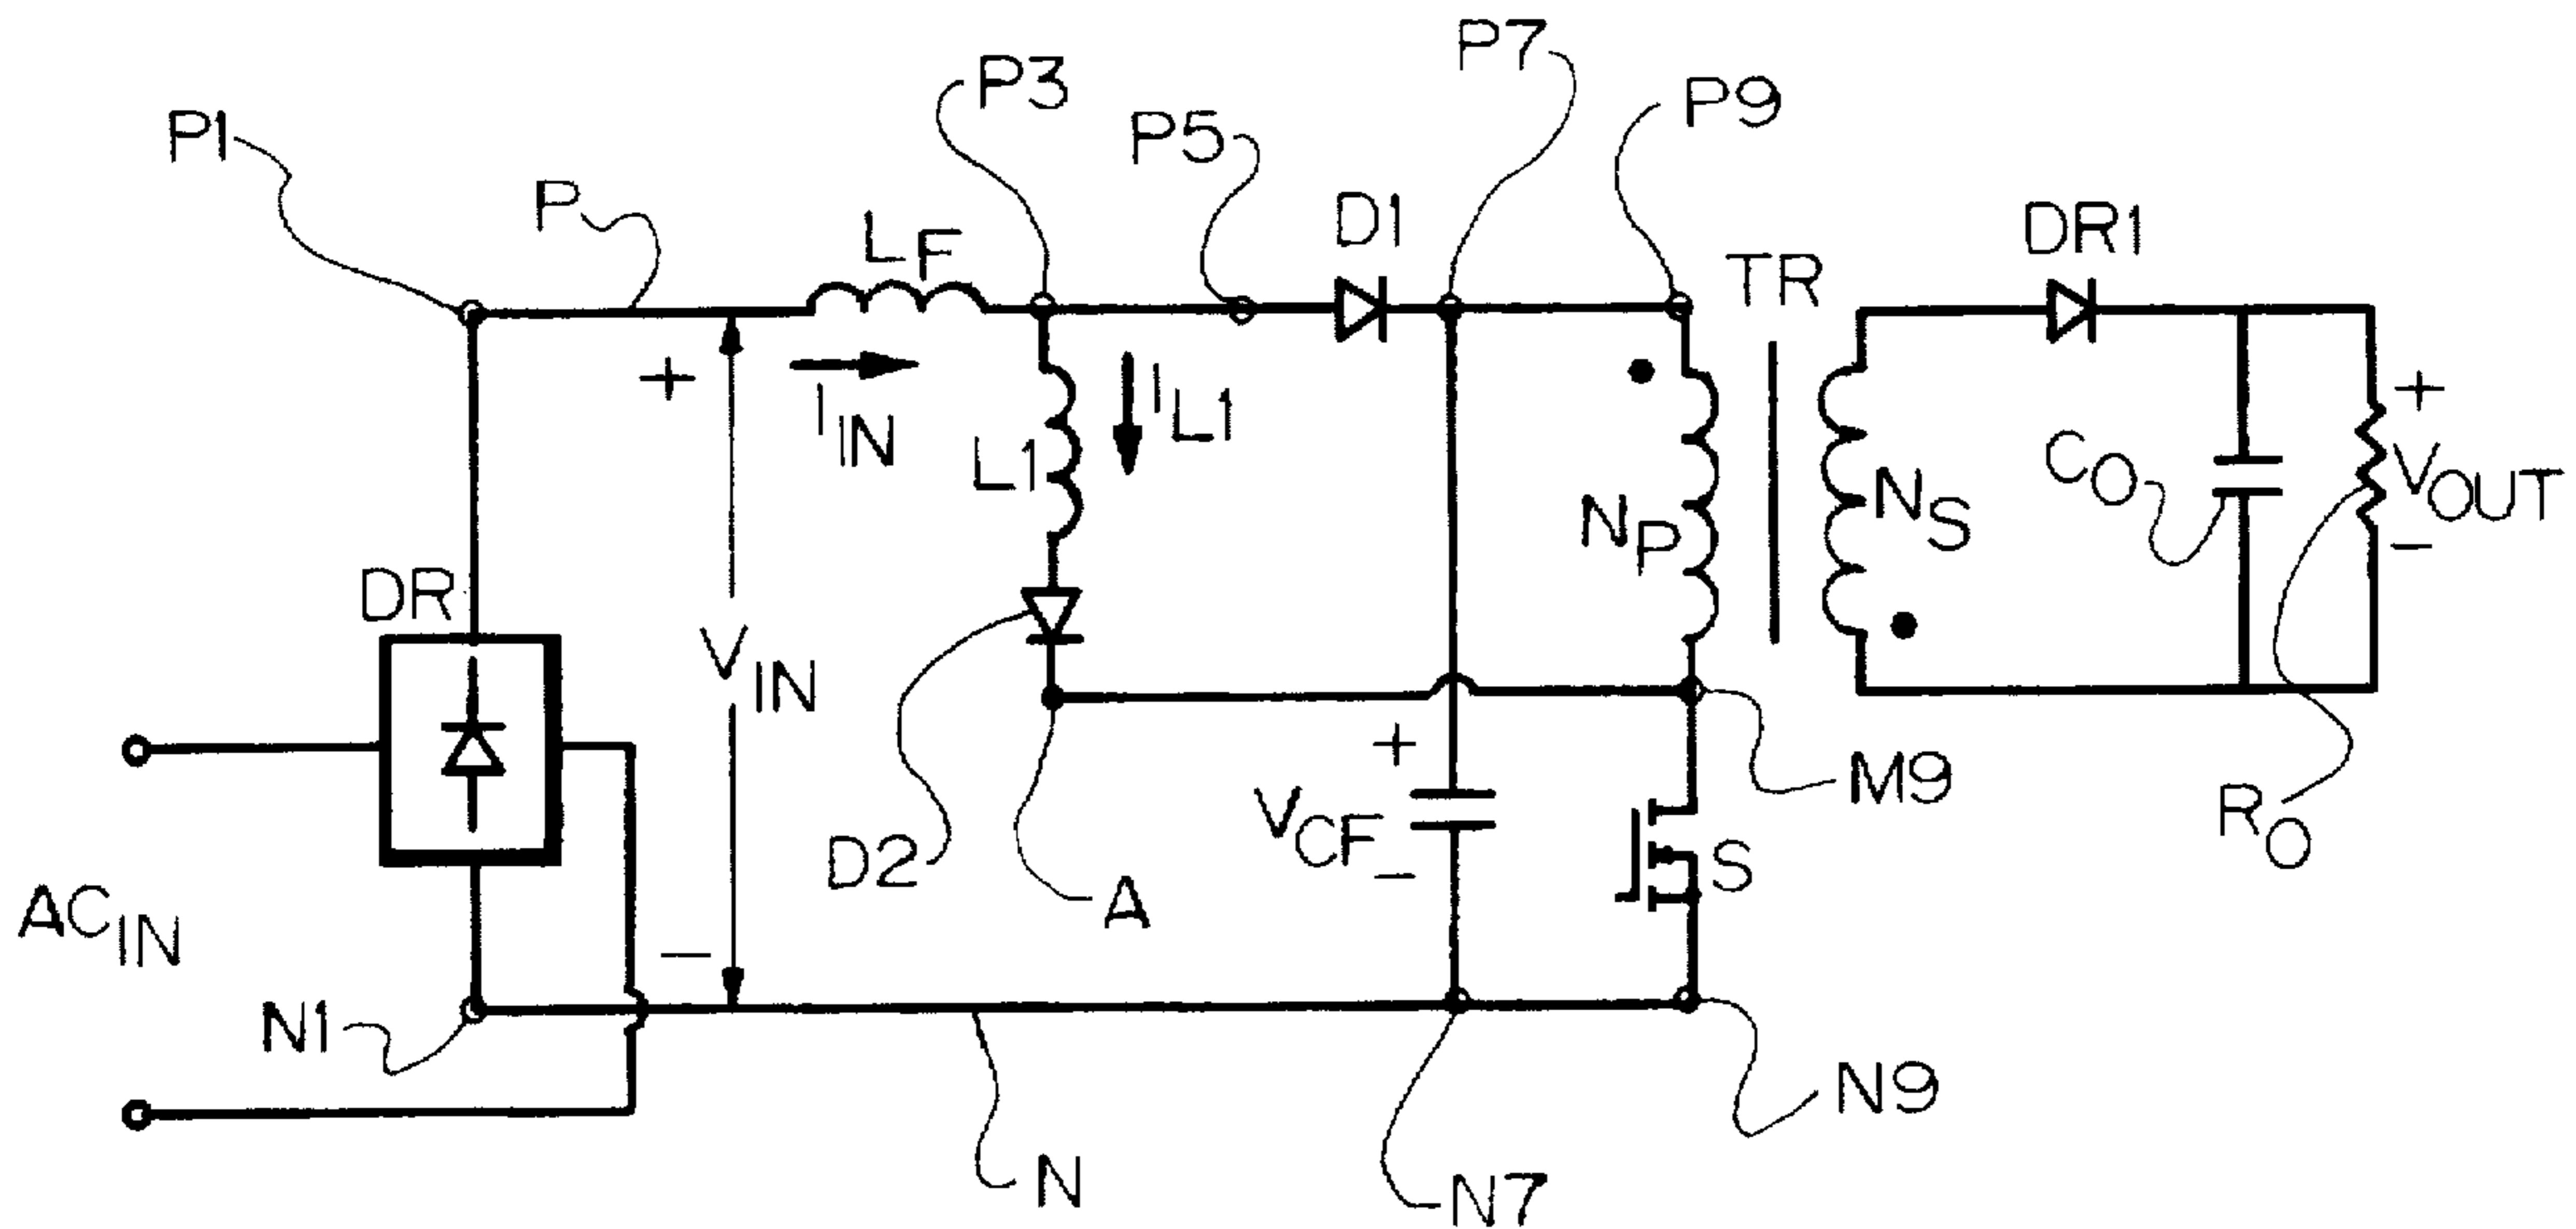 P7
P3
P9
P1
P5
P
D1
DR1
LF
TR
+
+
IIN
IL1
L1
NP
NS
CO
VOUT
-
DR
VIN
+
M9
D2
VCF
-
S
RO
A
ACIN
-
N1
N9
N
N7